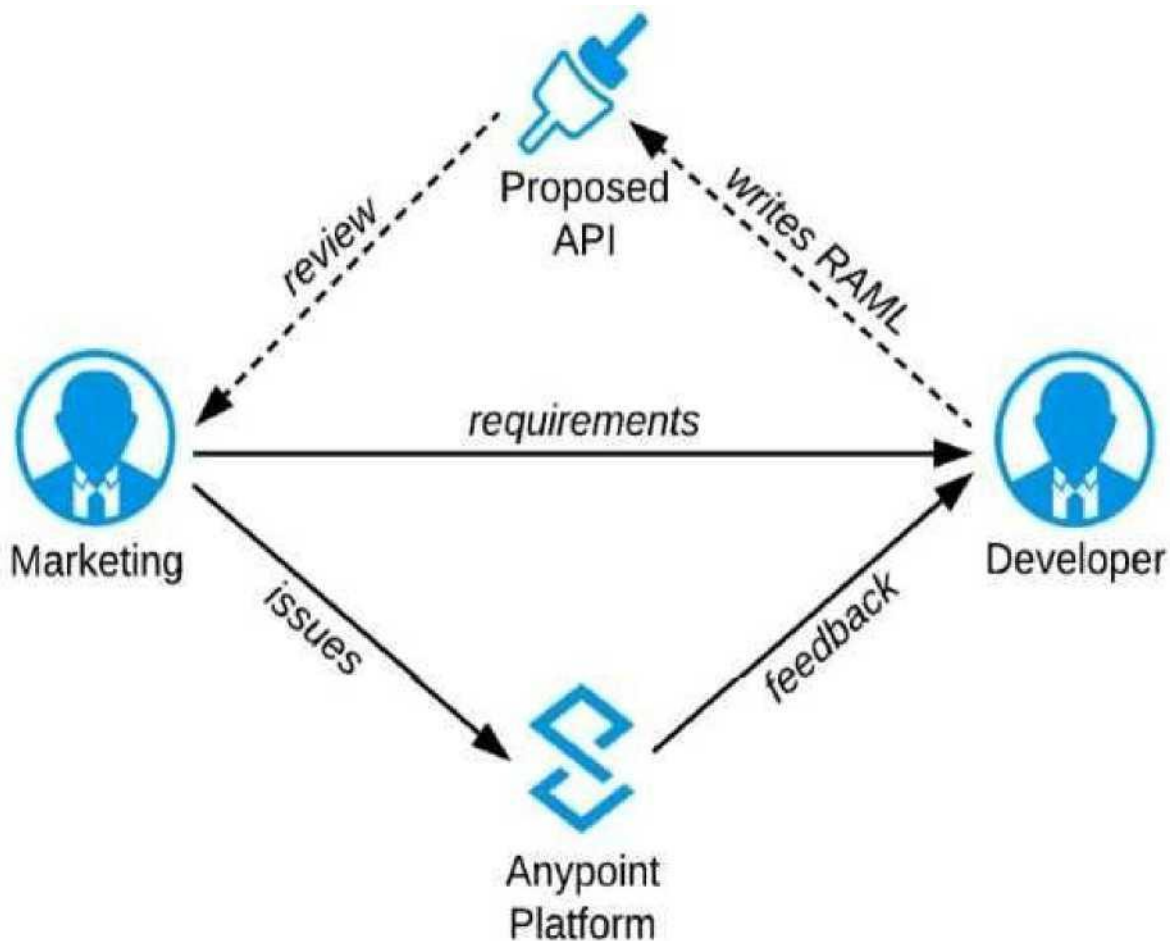 Proposed
API
review
writes RAML
requirements
Marketing
Developer
issues
feedback
Anypoint
Platform